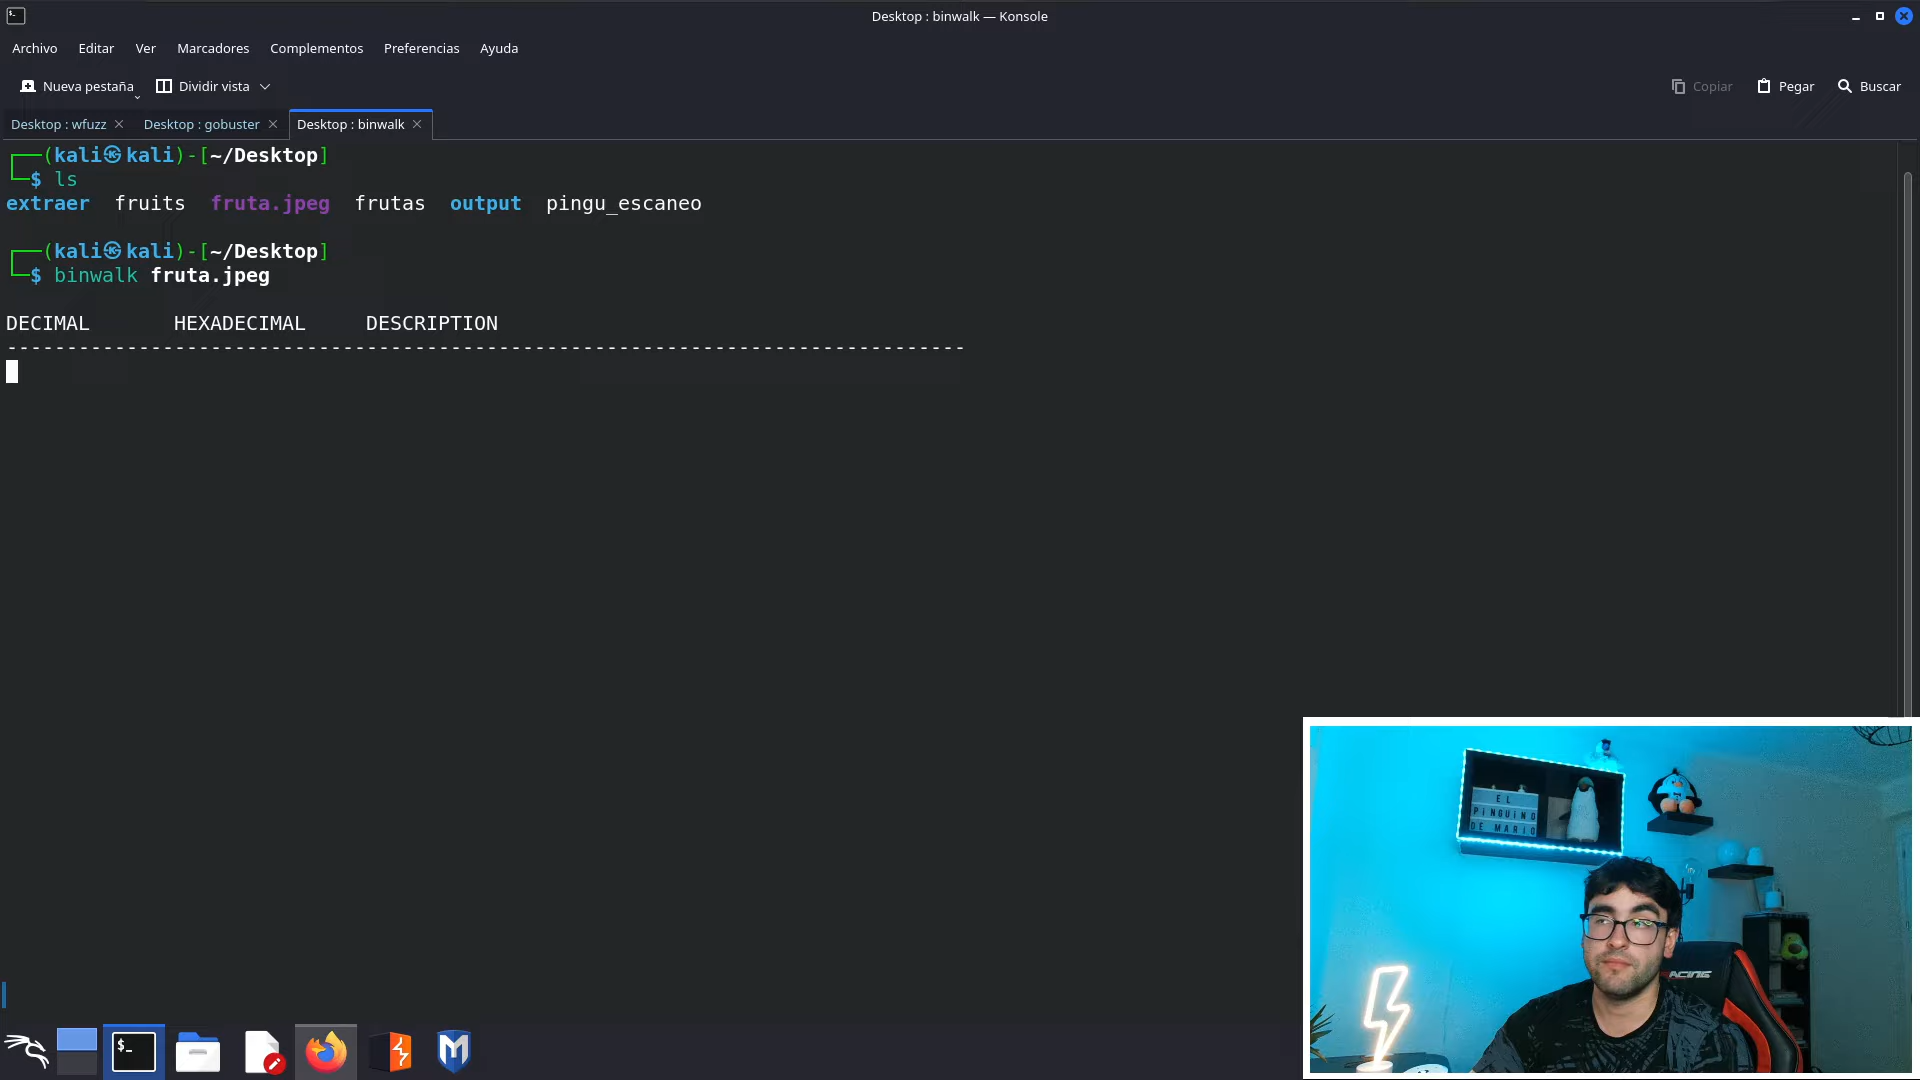 Desktop : binwalk — Konsole
Archivo Editar Ver Marcadores Complementos Preferencias Ayuda
Nueva pestaña Dividir vista Copiar Pegar Buscar
Desktop : wfuzz Desktop : gobuster Desktop : binwalk
(kali㉿kali)-[~/Desktop]
$ ls
extraer fruits fruta.jpeg frutas output pingu_escaneo
(kali㉿kali)-[~/Desktop]
$ binwalk fruta.jpeg
DECIMAL HEXADECIMAL DESCRIPTION
--------------------------------------------------------------------------------
EL
PINGUINO
DE MARIO
RACING
$_